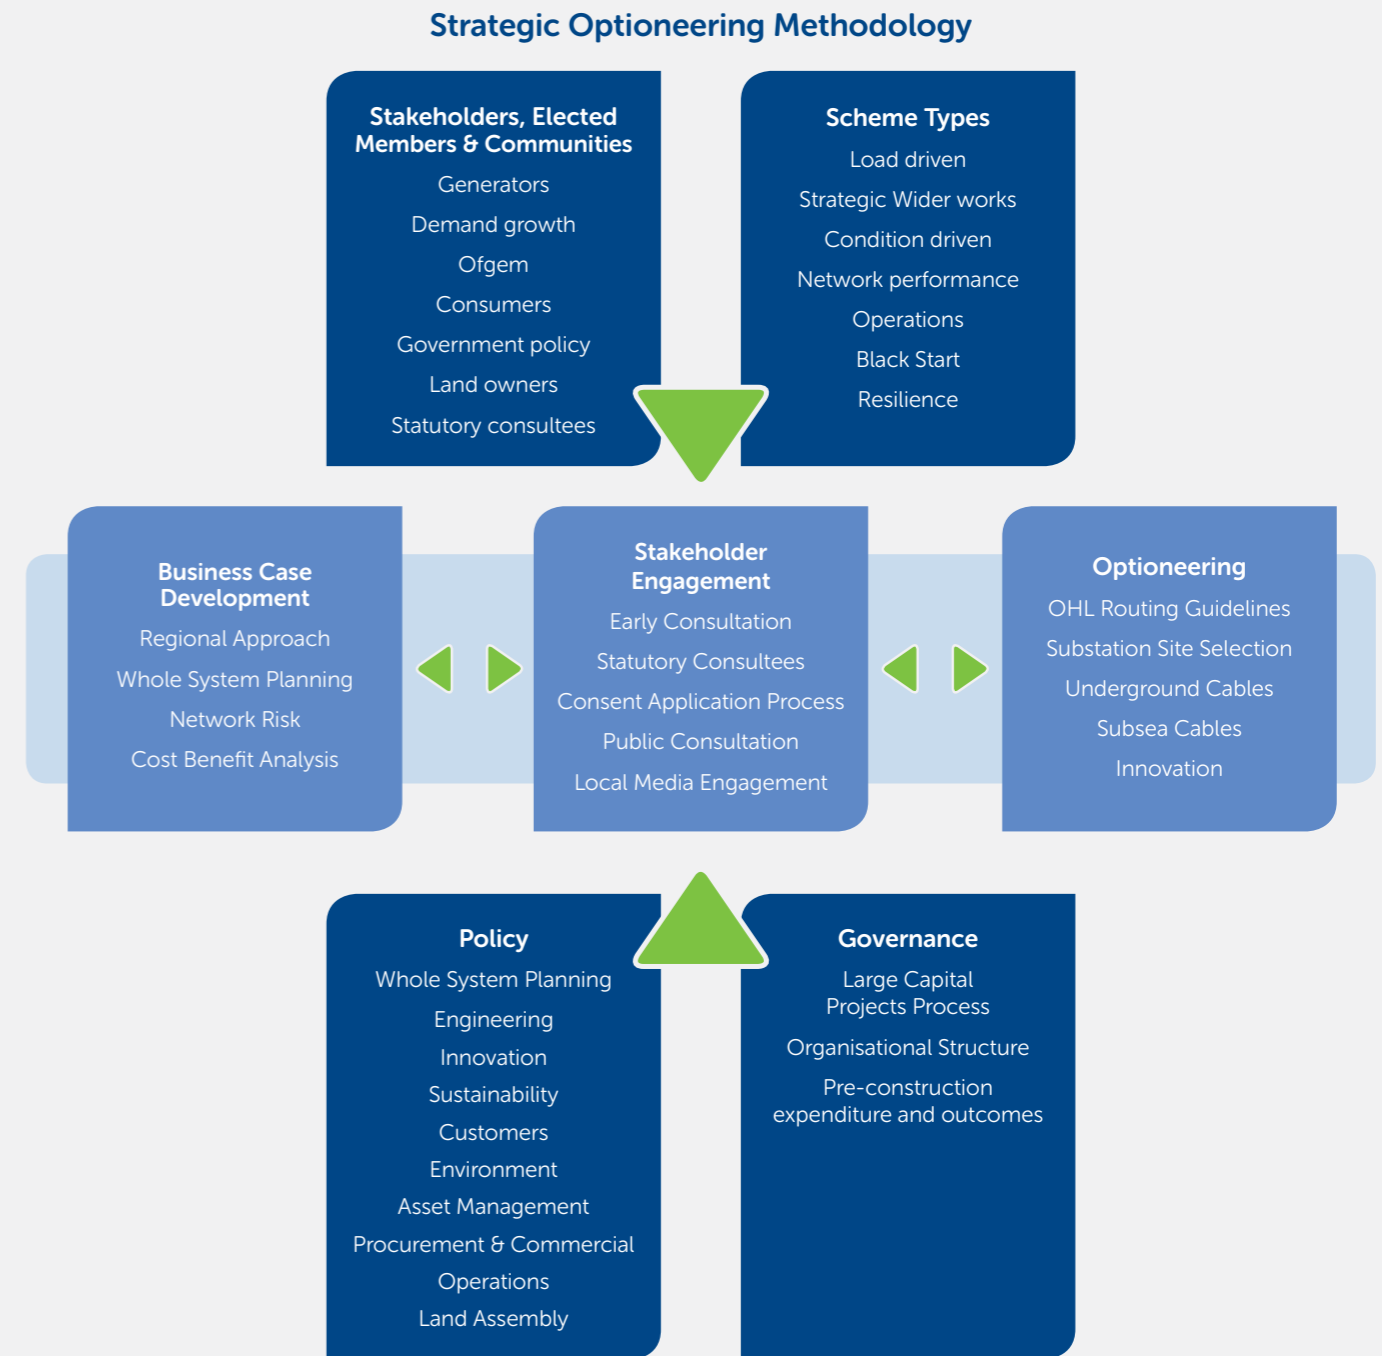 Strategic Optioneering Methodology
Stakeholders, Elected
Members & Communities
Generators
Demand growth
Ofgem
Consumers
Government policy
Land owners
Statutory consultees
Scheme Types
Load driven
Strategic Wider works
Condition driven
Network performance
Operations
Black Start
Resilience
Business Case
Development
Regional Approach
Whole System Planning
Network Risk
Cost Benefit Analysis
Stakeholder
Engagement
Early Consultation
Statutory Consultees
Consent Application Process
Public Consultation
Local Media Engagement
Optioneering
OHL Routing Guidelines
Substation Site Selection
Underground Cables
Subsea Cables
Innovation
Policy
Whole System Planning
Engineering
Innovation
Sustainability
Customers
Environment
Asset Management
Procurement & Commercial
Operations
Land Assembly
Governance
Large Capital
Projects Process
Organisational Structure
Pre-construction
expenditure and outcomes